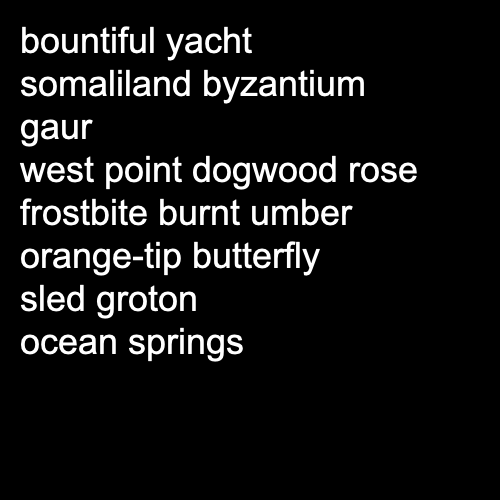 bountiful yacht
somaliland byzantium
gaur
west point dogwood rose
frostbite burnt umber
orange-tip butterfly
sled groton
ocean springs